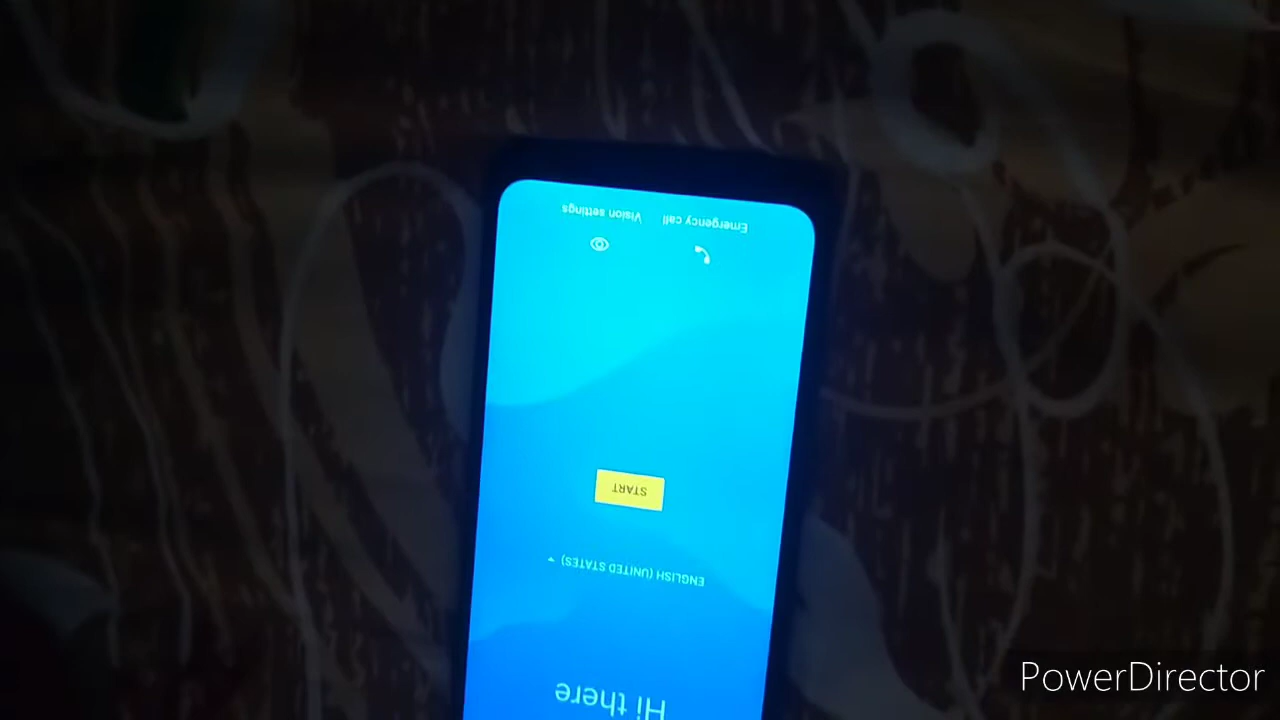 Hi there
ENGLISH (UNITED STATES)
START
Emergency call
Vision settings
PowerDirector